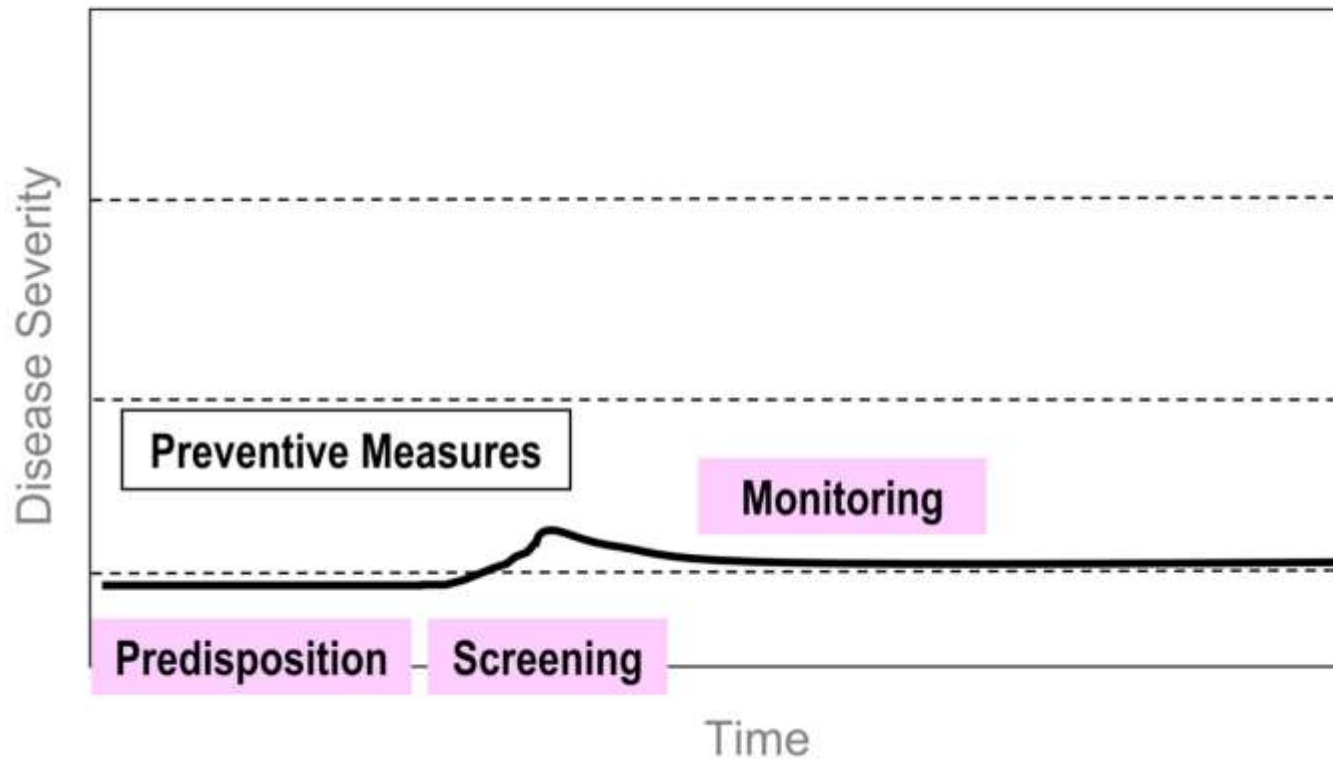 Disease Severity
Preventive Measures
Monitoring
Predisposition
Screening
Time